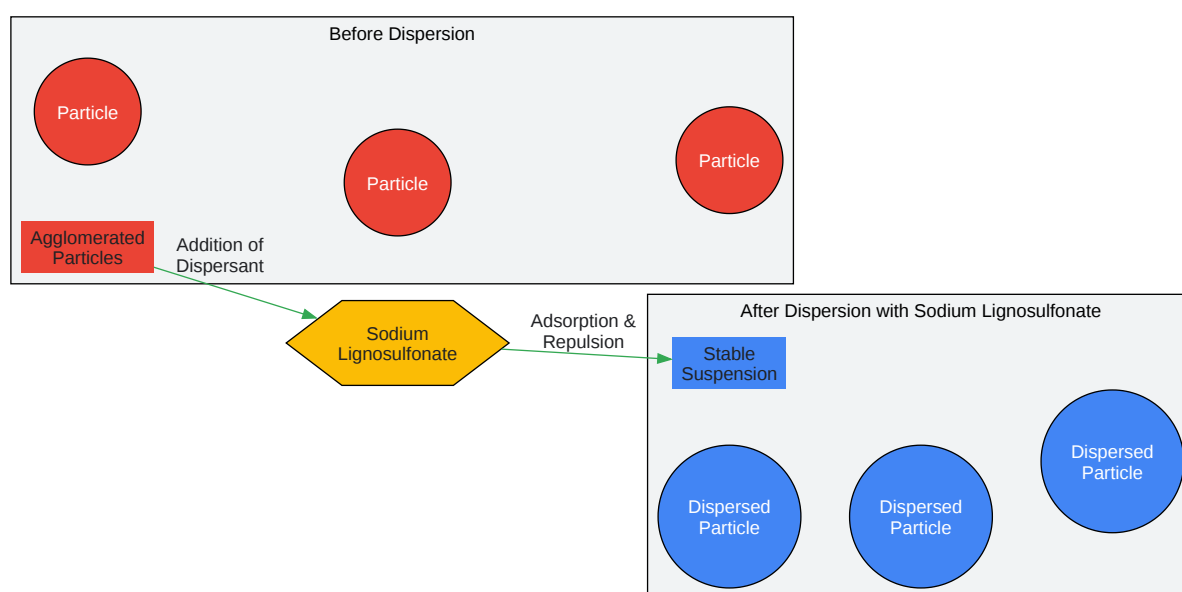 Before Dispersion
Particle
Particle
Particle
Agglomerated
Particles
Addition of
Dispersant
Sodium
Lignosulfonate
Adsorption &
Repulsion
After Dispersion with Sodium Lignosulfonate
Stable
Suspension
Dispersed
Particle
Dispersed
Particle
Dispersed
Particle